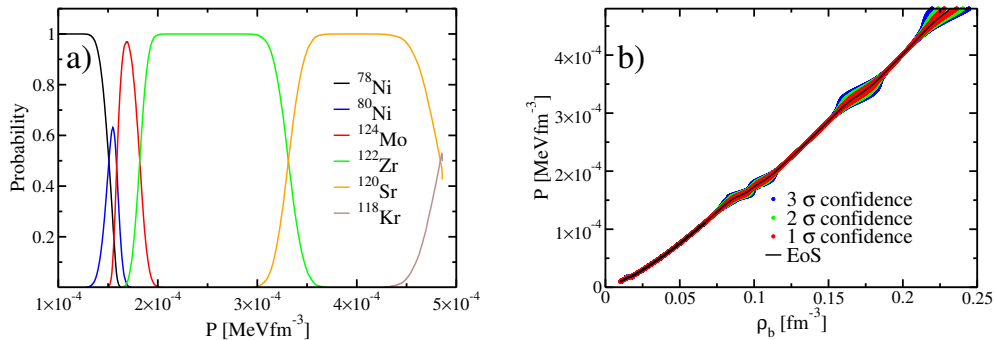 a)
Probability
1
0.8
0.6
0.4
0.2
⁷⁸Ni
⁸⁰Ni
¹²⁴Mo
¹²²Zr
¹²⁰Sr
¹¹⁸Kr
1×10⁻⁴ 2×10⁻⁴ 3×10⁻⁴ 4×10⁻⁴ 5×10⁻⁴
P [MeVfm⁻³]
b)
P [MeVfm⁻³]
4×10⁻⁴
3×10⁻⁴
2×10⁻⁴
1×10⁻⁴
0
3 σ confidence
2 σ confidence
1 σ confidence
EoS
0 0.05 0.1 0.15 0.2 0.25
ρ_b [fm⁻³]